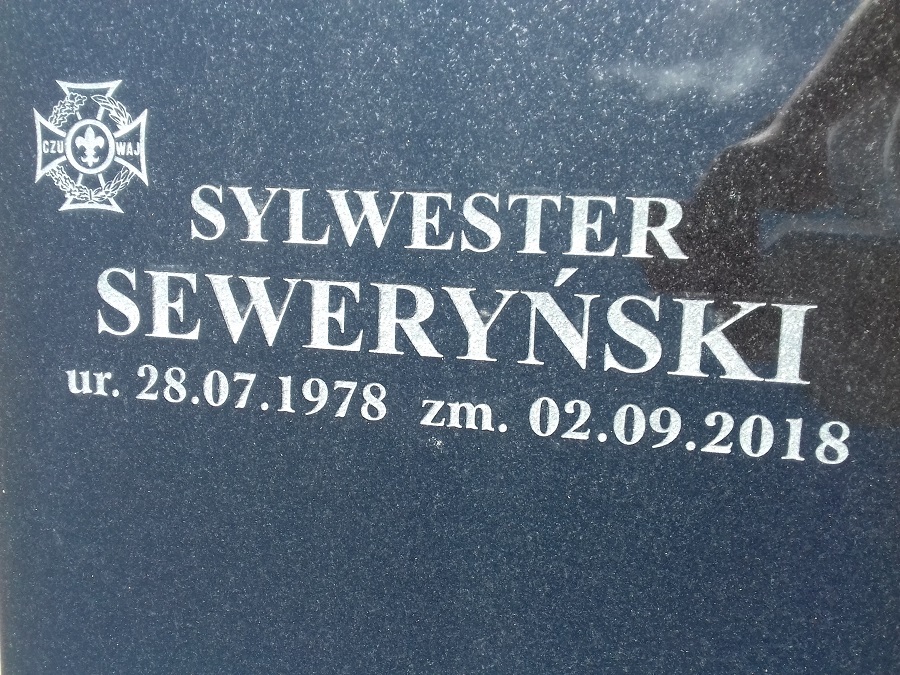 CZUWAJ
SYLWESTER
SEWERYŃSKI
ur. 28.07.1978 zm. 02.09.2018